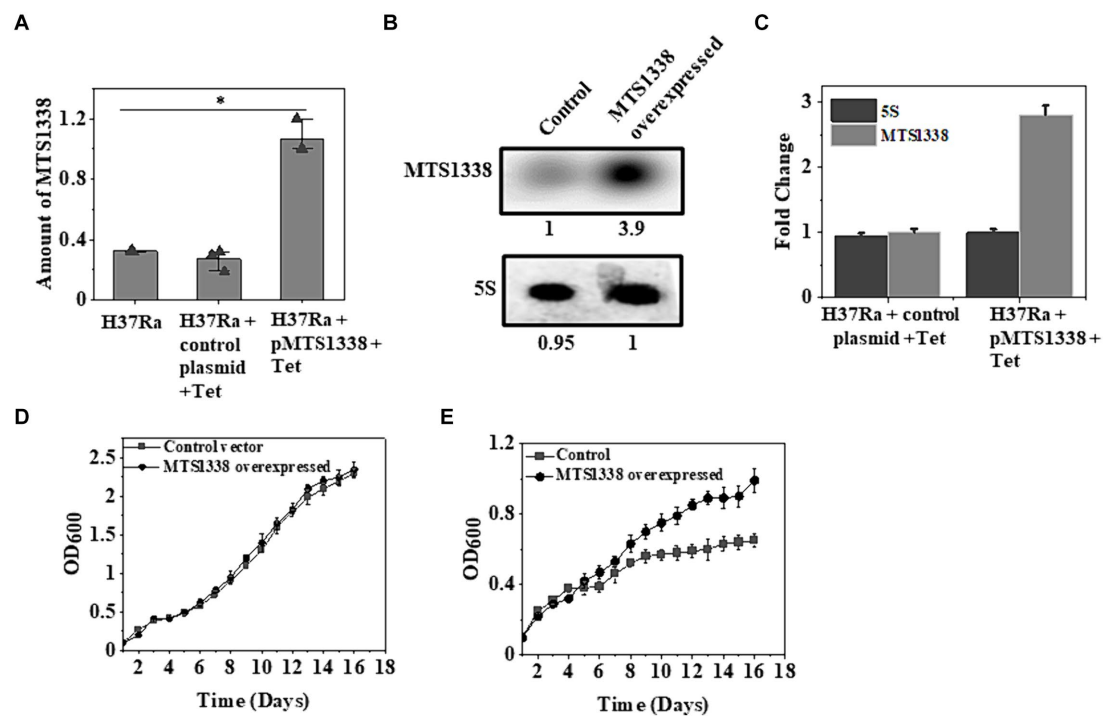 A
Amount of MTS1338
1.2
0.8
0.4
0
*
H37Ra
H37Ra +
control
plasmid
+Tet
H37Ra +
pMTS1338+
Tet
B
Control
MTS1338
overexpressed
MTS1338
1 3.9
5S
0.95 1
C
Fold Change
3
2
1
0
5S
MTS1338
H37Ra + control
plasmid +Tet
H37Ra +
pMTS1338+
Tet
D
OD600
2.5
2
1.5
1
0.5
0
Control vector
MTS1338 overexpressed
2 4 6 8 10 12 14 16 18
Time (Days)
E
OD600
1.2
0.8
0.4
0
Control
MTS1338 overexpressed
2 4 6 8 10 12 14 16 18
Time (Days)